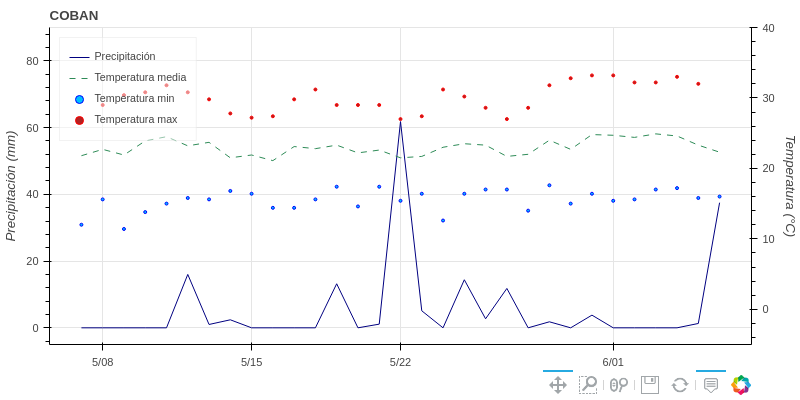 COBAN
Precipitación
Temperatura media
Temperatura min
Temperatura max
Precipitación (mm)
80
60
40
20
0
40
30
20
10
0
Temperatura (°C)
5/08
5/15
5/22
6/01